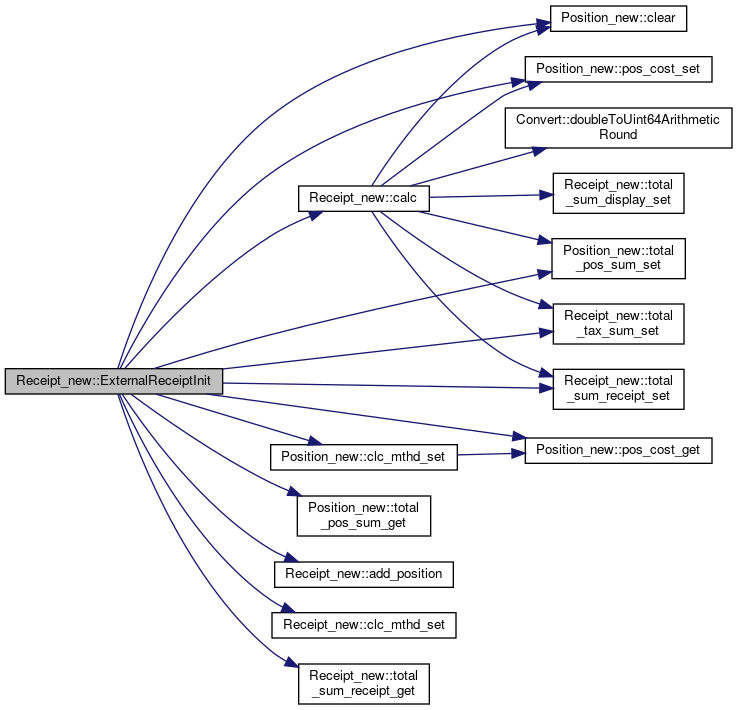 Position_new::clear
Position_new::pos_cost_set
Convert::doubleToUint64Arithmetic
Round
Receipt_new::calc
Receipt_new::total
_sum_display_set
Position_new::total
_pos_sum_set
Receipt_new::total
_tax_sum_set
Receipt_new::ExternalReceiptInit
Receipt_new::total
_sum_receipt_set
Position_new::clc_mthd_set
Position_new::pos_cost_get
Position_new::total
_pos_sum_get
Receipt_new::add_position
Receipt_new::clc_mthd_set
Receipt_new::total
_sum_receipt_get